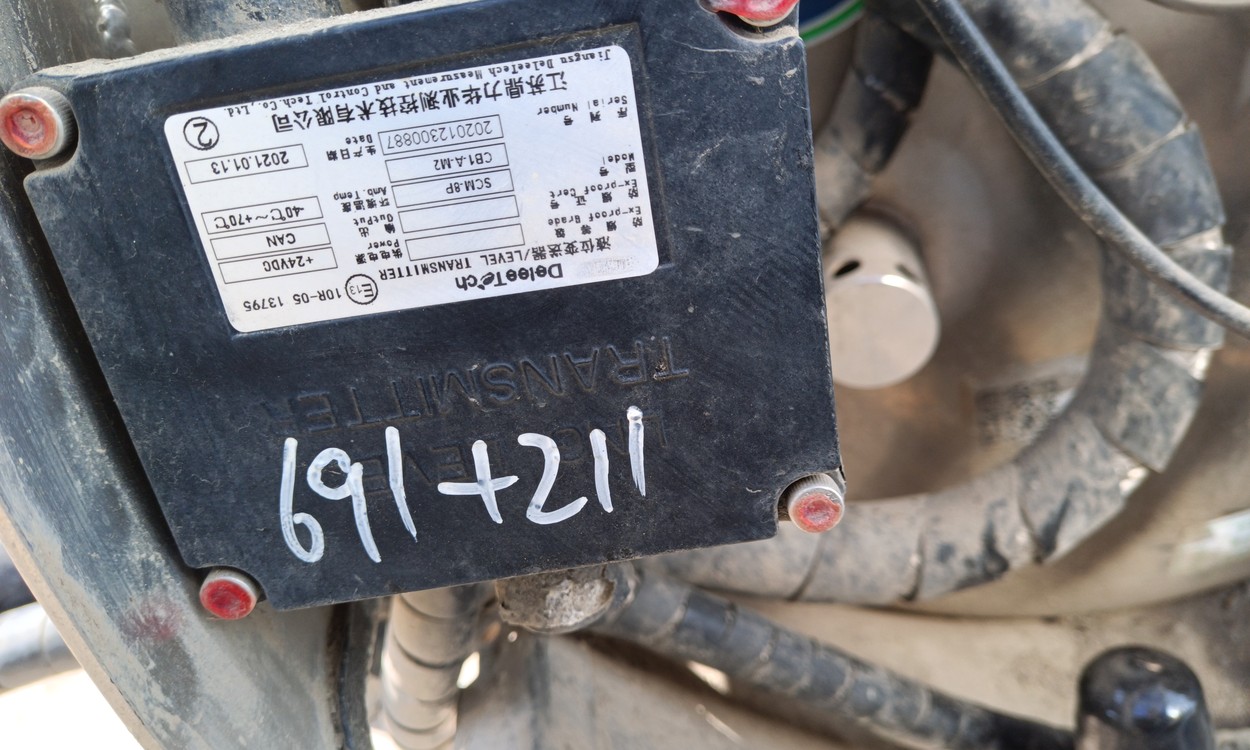 DeleeTech
液位变送器/LEVEL TRANSMITTER
E13 10R-05 13795
防爆等级
Ex-proof Grade
供电电源
Power
+24VDC
防爆证号
Ex-proof Cert
输出
OutPut
CAN
型号
Model
SCM-8P
环境温度
Amb. Temp
-40℃~+70℃
CB1-A-M2
序列号
Serial Number
202012300887
生产日期
Date
2021.01.13
江苏鼎力华业测控技术有限公司
Jiangsu DeleeTech Measurement and Control Tech.Co.,Ltd.
2
LNG LEVEL
TRANSMITTER
691+211